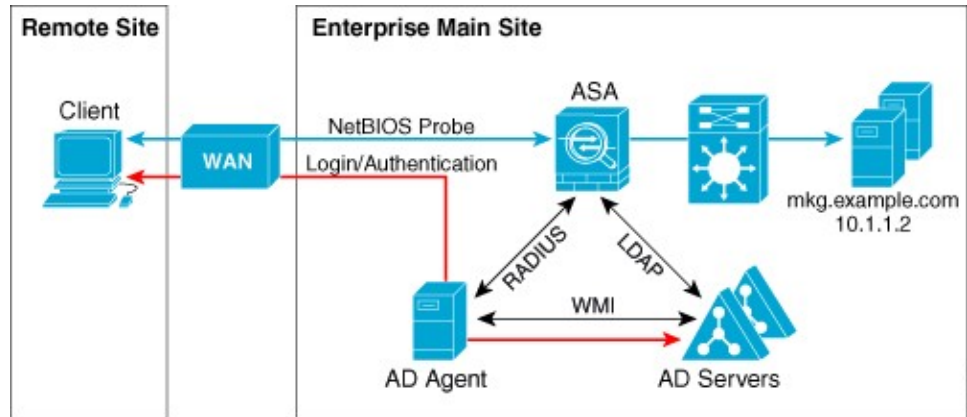 Remote Site
Enterprise Main Site
Client
ASA
NetBIOS Probe
WAN
Login/Authentication
mkg.example.com
10.1.1.2
RADIUS
LDAP
WMI
AD Agent
AD Servers